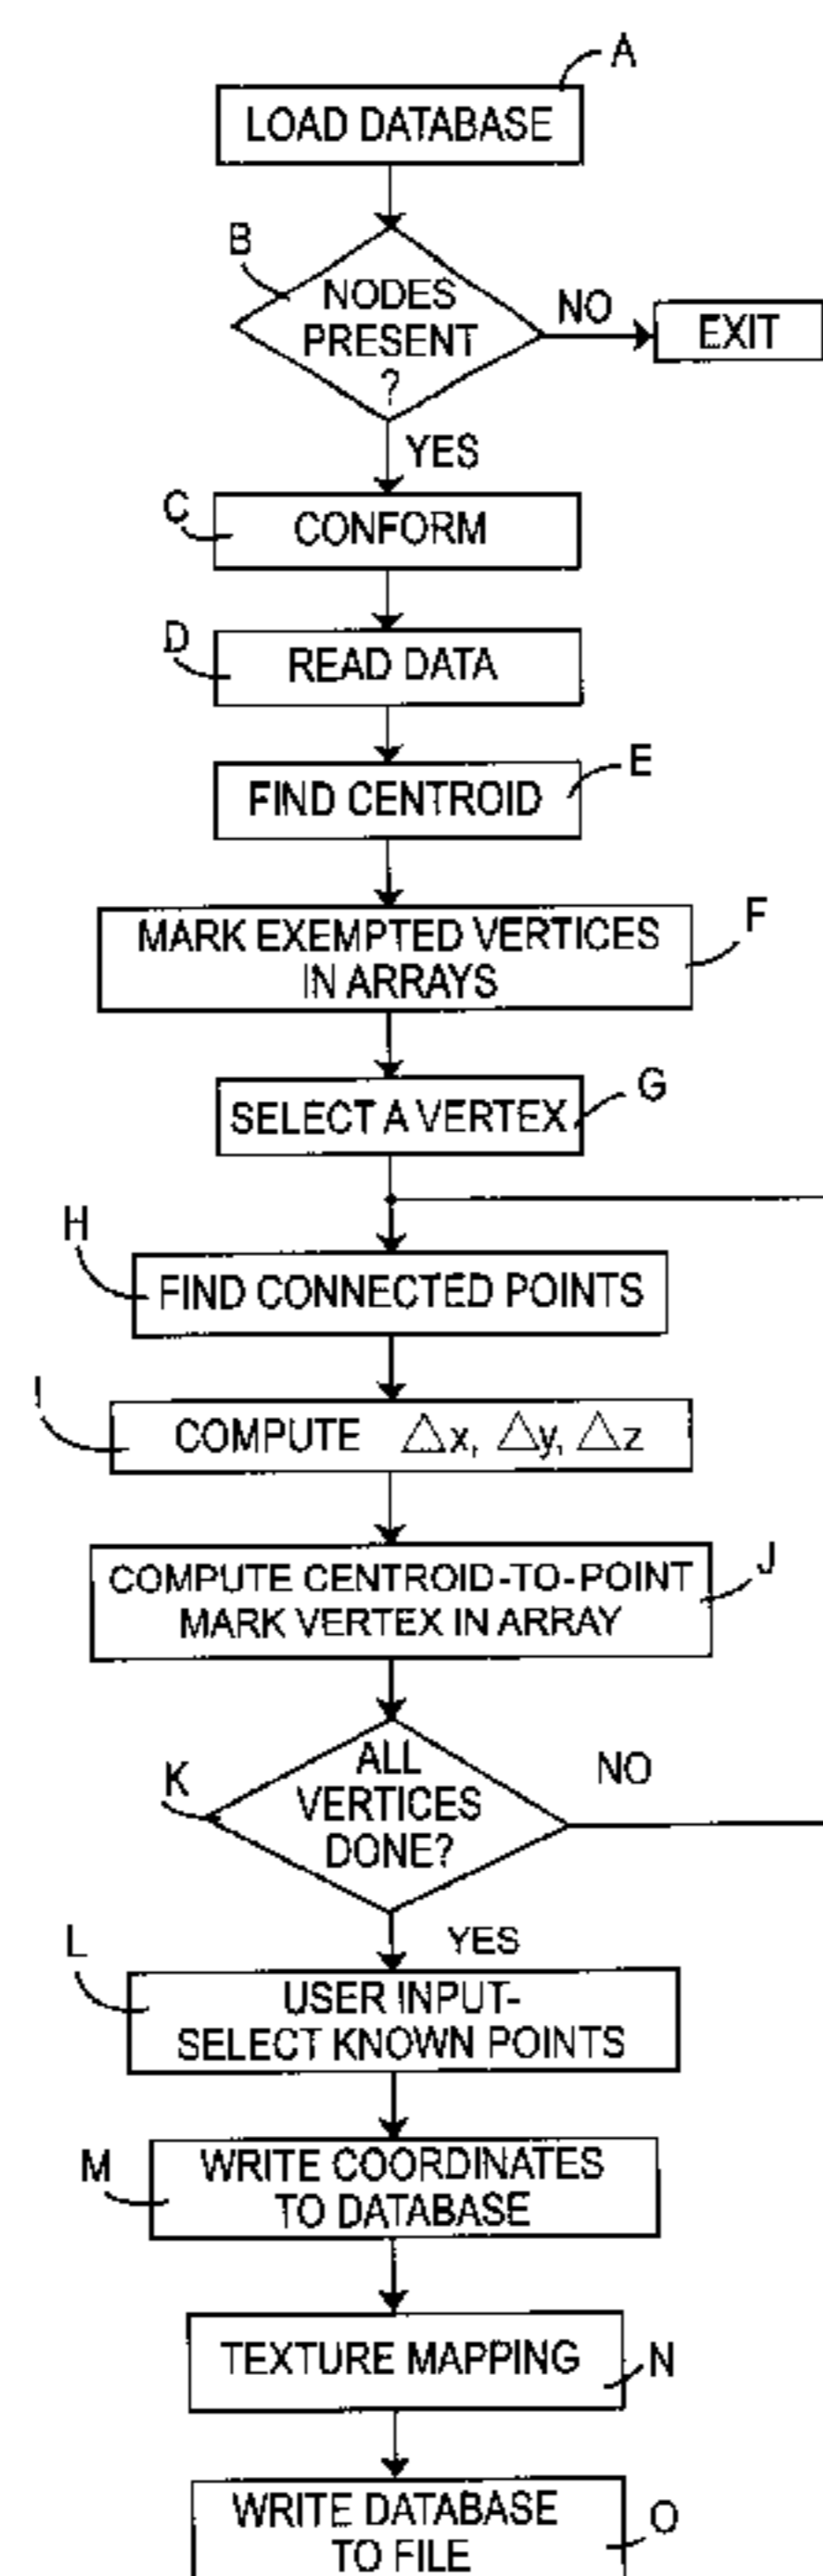 A
LOAD DATABASE
B
NODES
PRESENT
?
NO
EXIT
YES
C
CONFORM
D
READ DATA
E
FIND CENTROID
F
MARK EXEMPTED VERTICES
IN ARRAYS
G
SELECT A VERTEX
H
FIND CONNECTED POINTS
I
COMPUTE △x, △y, △z
J
COMPUTE CENTROID-TO-POINT
MARK VERTEX IN ARRAY
K
ALL
VERTICES
DONE?
NO
YES
L
USER INPUT-
SELECT KNOWN POINTS
M
WRITE COORDINATES
TO DATABASE
TEXTURE MAPPING
N
WRITE DATABASE
TO FILE
O